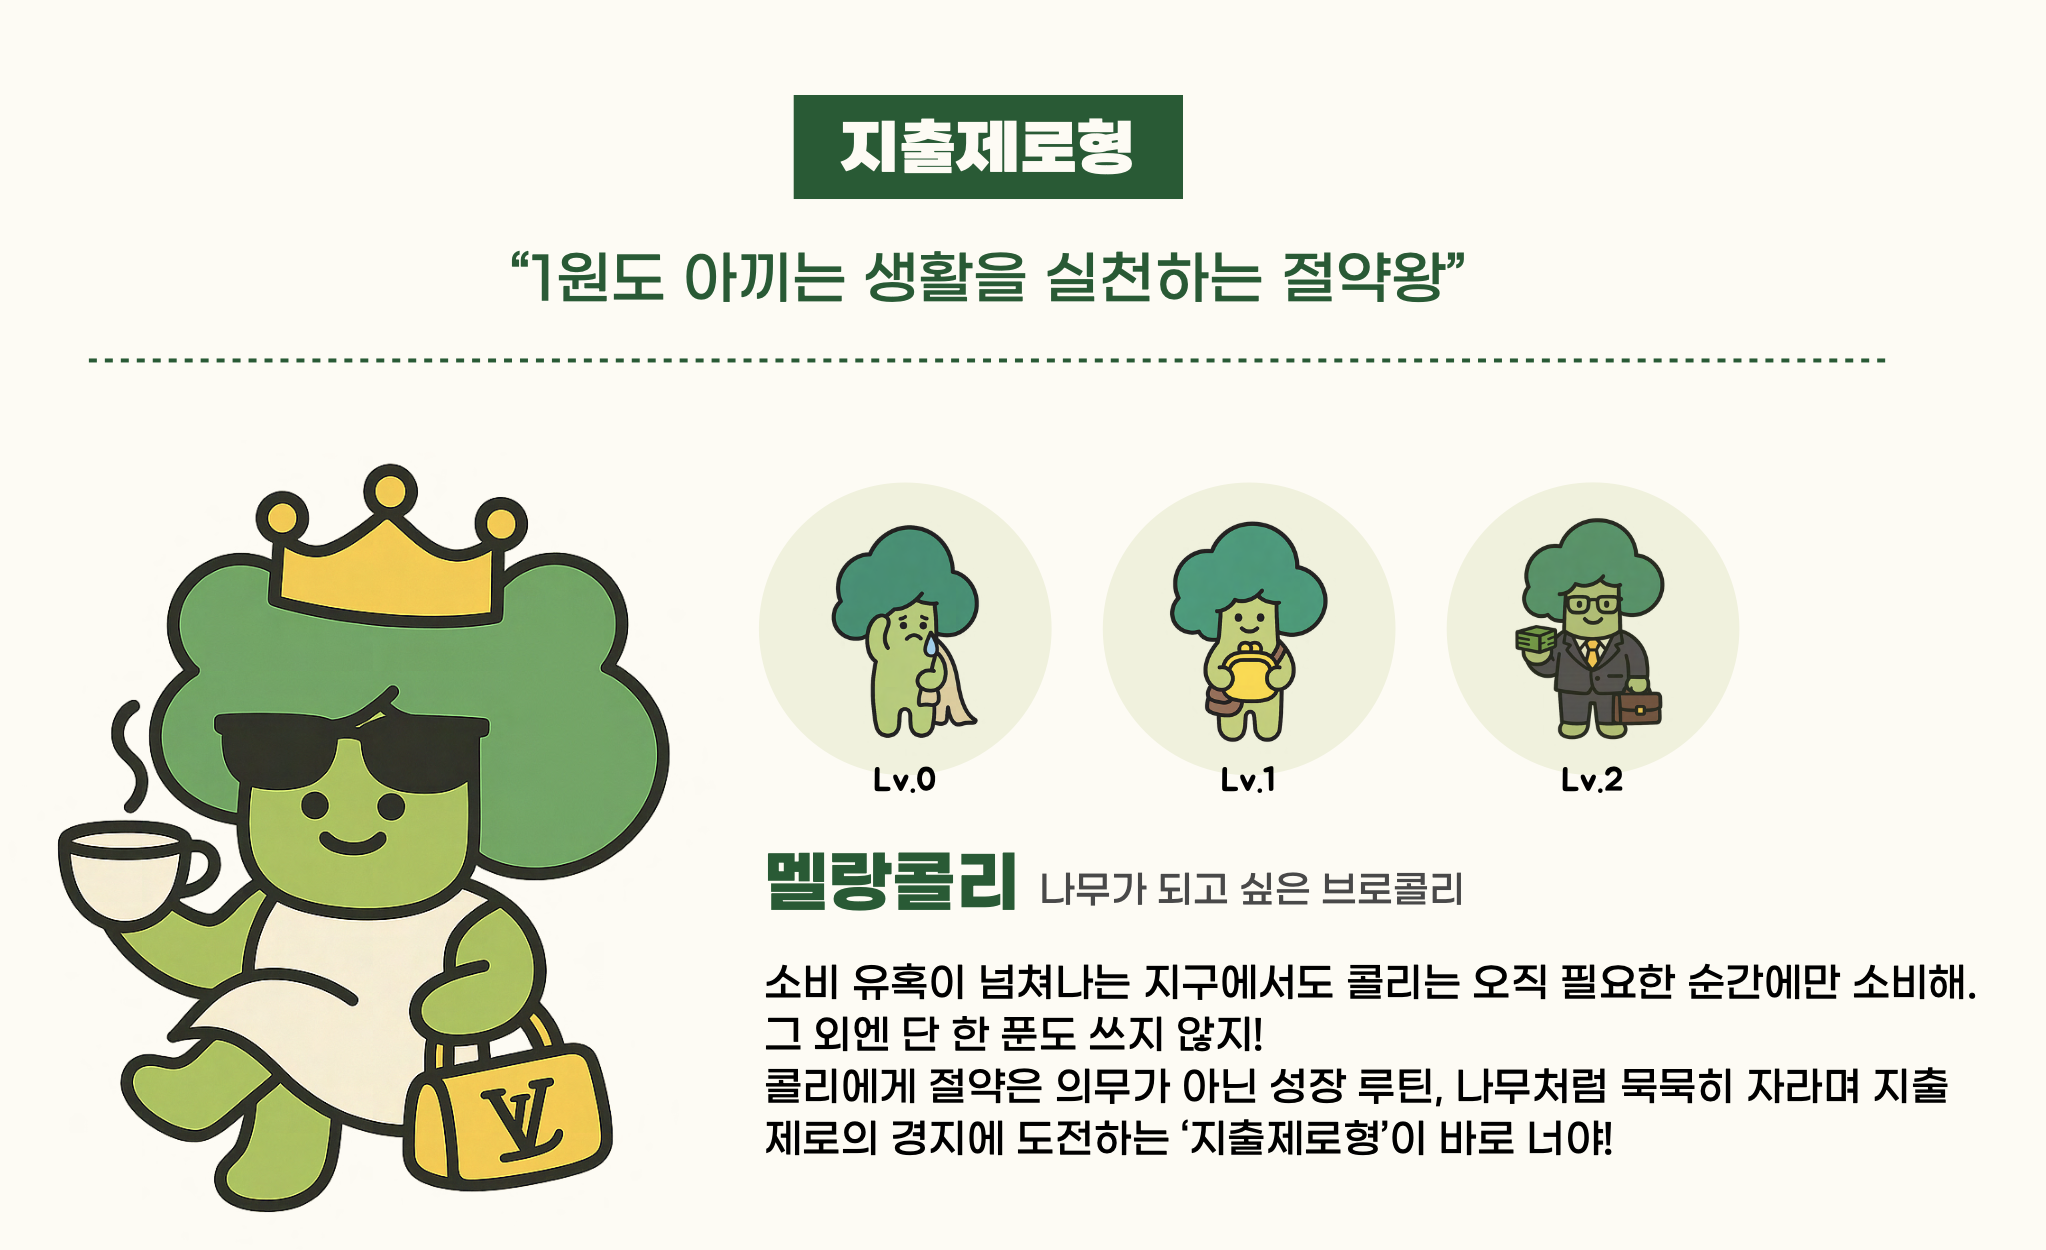 지출제로형
“1원도 아끼는 생활을 실천하는 절약왕”
Lv.0
Lv.1
Lv.2
멜랑콜리 나무가 되고 싶은 브로콜리
소비 유혹이 넘쳐나는 지구에서도 콜리는 오직 필요한 순간에만 소비해.
그 외엔 단 한 푼도 쓰지 않지!
콜리에게 절약은 의무가 아닌 성장 루틴, 나무처럼 묵묵히 자라며 지출
제로의 경지에 도전하는 ‘지출제로형’이 바로 너야!